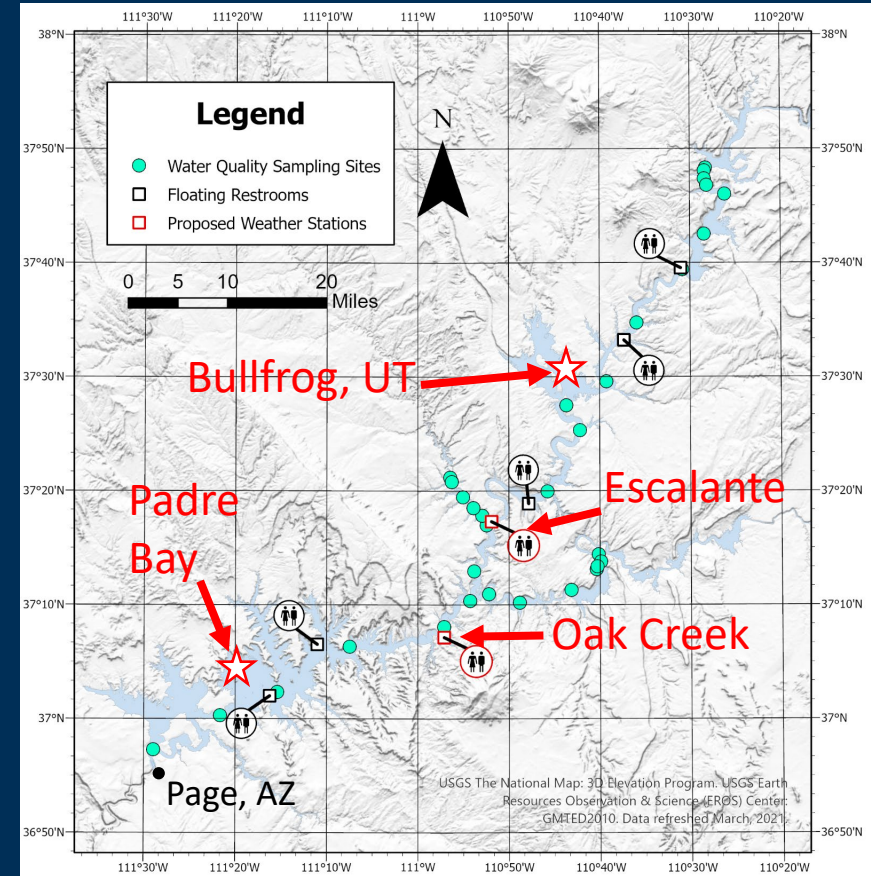 111°30'W 111°20'W 111°10'W 111°W 110°50'W 110°40'W 110°30'W 110°20'W
38°N 38°N
Legend
Water Quality Sampling Sites
Floating Restrooms
Proposed Weather Stations
N
37°50'N 37°50'N
0 5 10 20
Miles
37°40'N 37°40'N
Bullfrog, UT
37°30'N 37°30'N
Escalante
37°20'N 37°20'N
Padre
Bay
37°10'N 37°10'N
Oak Creek
37°N 37°N
Page, AZ
USGS The National Map: 3D Elevation Program. USGS Earth
Resources Observation & Science (EROS) Center:
GMTED2010. Data refreshed March, 2021.
36°50'N 36°50'N
111°30'W 111°20'W 111°10'W 111°W 110°50'W 110°40'W 110°30'W 110°20'W